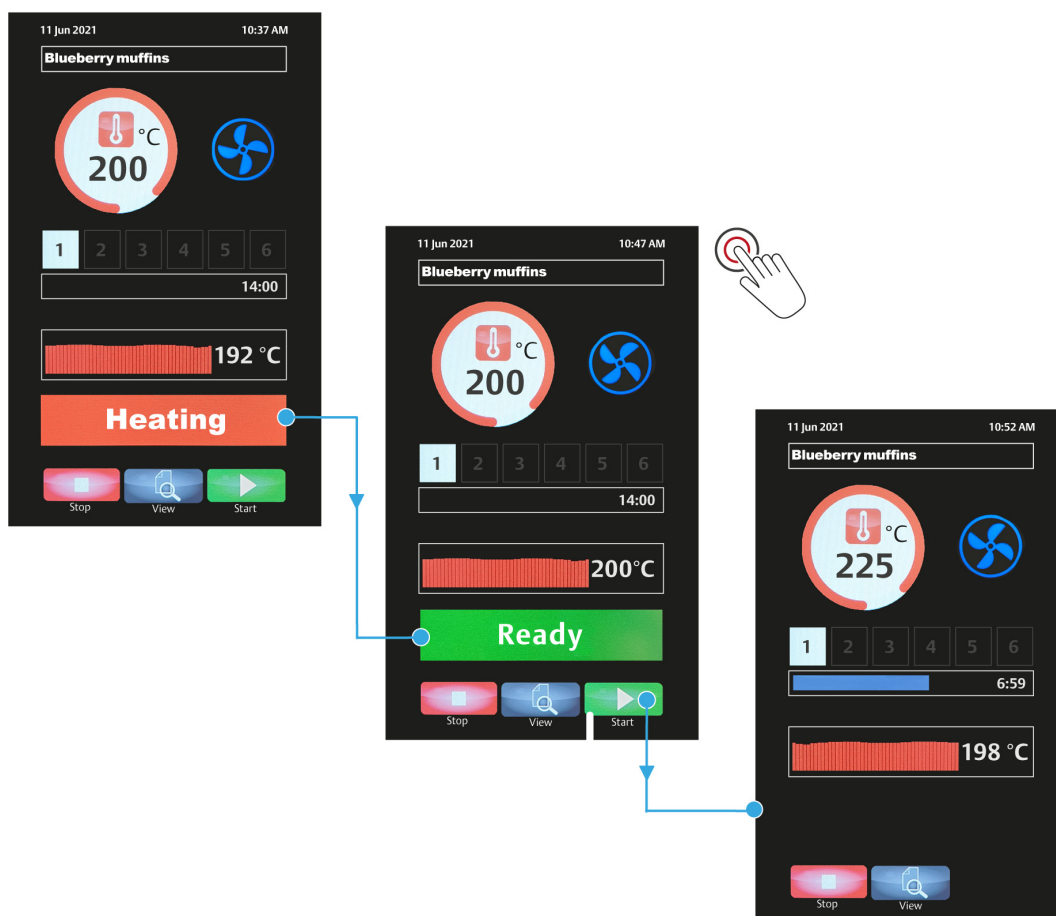 11 Jun 2021 10:37 AM
Blueberry muffins
°C
200
1 2 3 4 5 6
14:00
192 °C
Heating
Stop View Start
11 Jun 2021 10:47 AM
Blueberry muffins
°C
200
1 2 3 4 5 6
14:00
200°C
Ready
Stop View Start
11 Jun 2021 10:52 AM
Blueberry muffins
°C
225
1 2 3 4 5 6
6:59
198 °C
Stop View